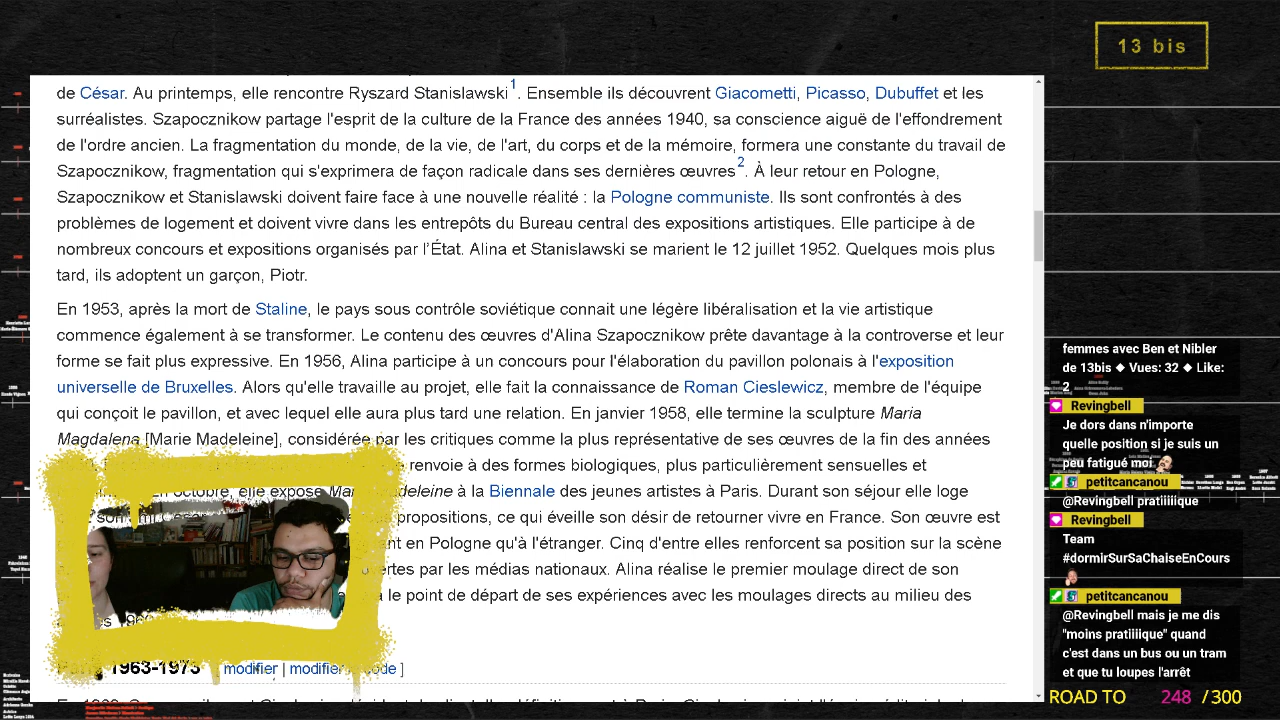 13 bis
de César. Au printemps, elle rencontre Ryszard Stanislawski1. Ensemble ils découvrent Giacometti, Picasso, Dubuffet et les
surréalistes. Szapocznikow partage l'esprit de la culture de la France des années 1940, sa conscience aiguë de l'effondrement
de l'ordre ancien. La fragmentation du monde, de la vie, de l'art, du corps et de la mémoire, formera une constante du travail de
Szapocznikow, fragmentation qui s'exprimera de façon radicale dans ses dernières œuvres2. À leur retour en Pologne,
Szapocznikow et Stanislawski doivent faire face à une nouvelle réalité : la Pologne communiste. Ils sont confrontés à des
problèmes de logement et doivent vivre dans les entrepôts du Bureau central des expositions artistiques. Elle participe à de
nombreux concours et expositions organisés par l'État. Alina et Stanislawski se marient le 12 juillet 1952. Quelques mois plus
tard, ils adoptent un garçon, Piotr.
En 1953, après la mort de Staline, le pays sous contrôle soviétique connait une légère libéralisation et la vie artistique
commence également à se transformer. Le contenu des œuvres d'Alina Szapocznikow prête davantage à la controverse et leur
forme se fait plus expressive. En 1956, Alina participe à un concours pour l'élaboration du pavillon polonais à l'exposition
universelle de Bruxelles. Alors qu'elle travaille au projet, elle fait la connaissance de Roman Cieslewicz, membre de l'équipe
qui conçoit le pavillon, et avec lequel elle aura plus tard une relation. En janvier 1958, elle termine la sculpture Maria
Magdalena [Marie Madeleine], considérée par les critiques comme la plus représentative de ses œuvres de la fin des années
renvoie à des formes biologiques, plus particulièrement sensuelles et
octobre, elle expose à la Biennale des jeunes artistes à Paris. Durant son séjour elle loge
propositions, ce qui éveille son désir de retourner vivre en France. Son œuvre est
en Pologne qu'à l'étranger. Cinq d'entre elles renforcent sa position sur la scène
par les médias nationaux. Alina réalise le premier moulage direct de son
le point de départ de ses expériences avec les moulages directs au milieu des
1963-1973 [ modifier | modifier ]
femmes avec Ben et Nibler
de 13bis ◆ Vues: 32 ◆ Like:
2
Revingbell
Je dors dans n'importe
quelle position si je suis un
peu fatigué moi
petitcancanou
@Revingbell pratiiiiique
Revingbell
Team
#dormirSurSaChaiseEnCours
petitcancanou
@Revingbell mais je me dis
"moins pratiiiique" quand
c'est dans un bus ou un tram
et que tu loupes l'arrêt
ROAD TO 248 / 300